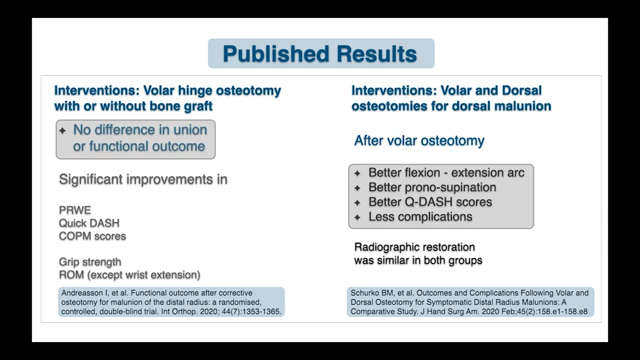 Published Results
Interventions: Volar hinge osteotomy
with or without bone graft
No difference in union
or functional outcome
Significant improvements in
PRWE
Quick DASH
COPM scores
Grip strength
ROM (except wrist extension)
Andreasson I, et al. Functional outcome after corrective
osteotomy for malunion of the distal radius: a randomised,
controlled, double-blind trial. Int Orthop. 2020; 44(7):1353-1365.
Interventions: Volar and Dorsal
osteotomies for dorsal malunion
After volar osteotomy
Better flexion - extension arc
Better prono-supination
Better Q-DASH scores
Less complications
Radiographic restoration
was similar in both groups
Schurko BM, et al. Outcomes and Complications Following Volar and
Dorsal Osteotomy for Symptomatic Distal Radius Malunions: A
Comparative Study. J Hand Surg Am. 2020 Feb;45(2):158.e1-158.e8